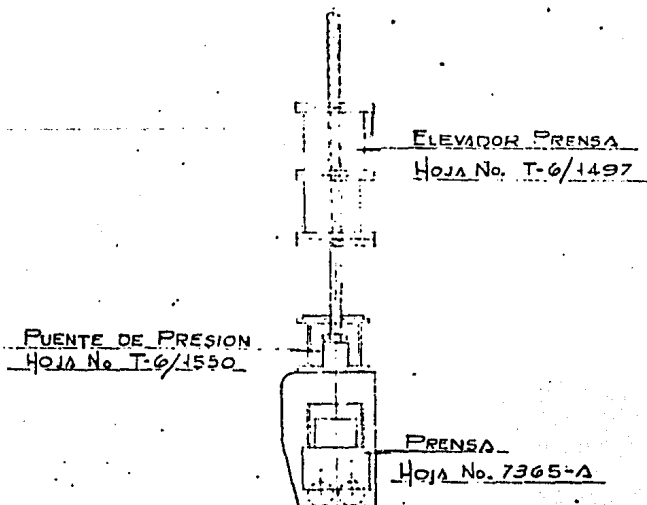 ELEVADOR PRENSA
HOJA No. T-6/1497
PUENTE DE PRESION
HOJA No T-6/1550
PRENSA
HOJA No. 7365-A